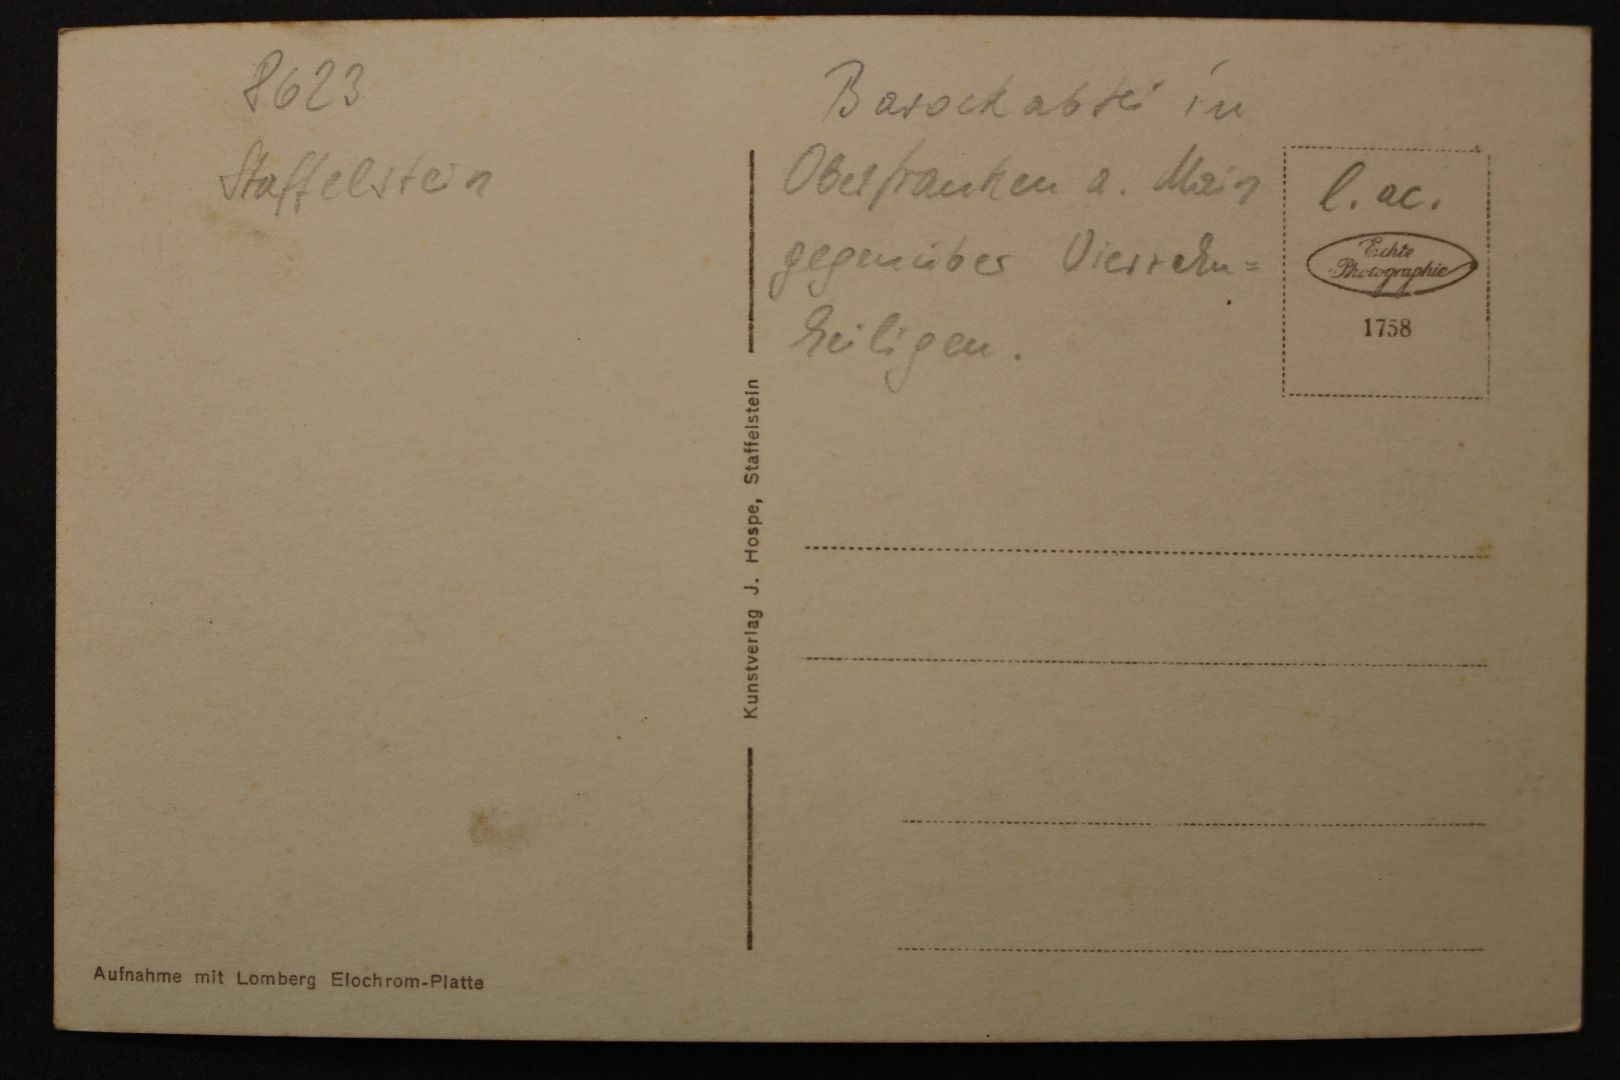 8623
Staffelstein
Barockabtei in
Oberfranken a. Main
gegenüber Vierzehn=
heiligen.
l. ac.
Echte
Photographie
1758
Kunstverlag J. Hospe, Staffelstein
Aufnahme mit Lomberg Elochrom-Platte